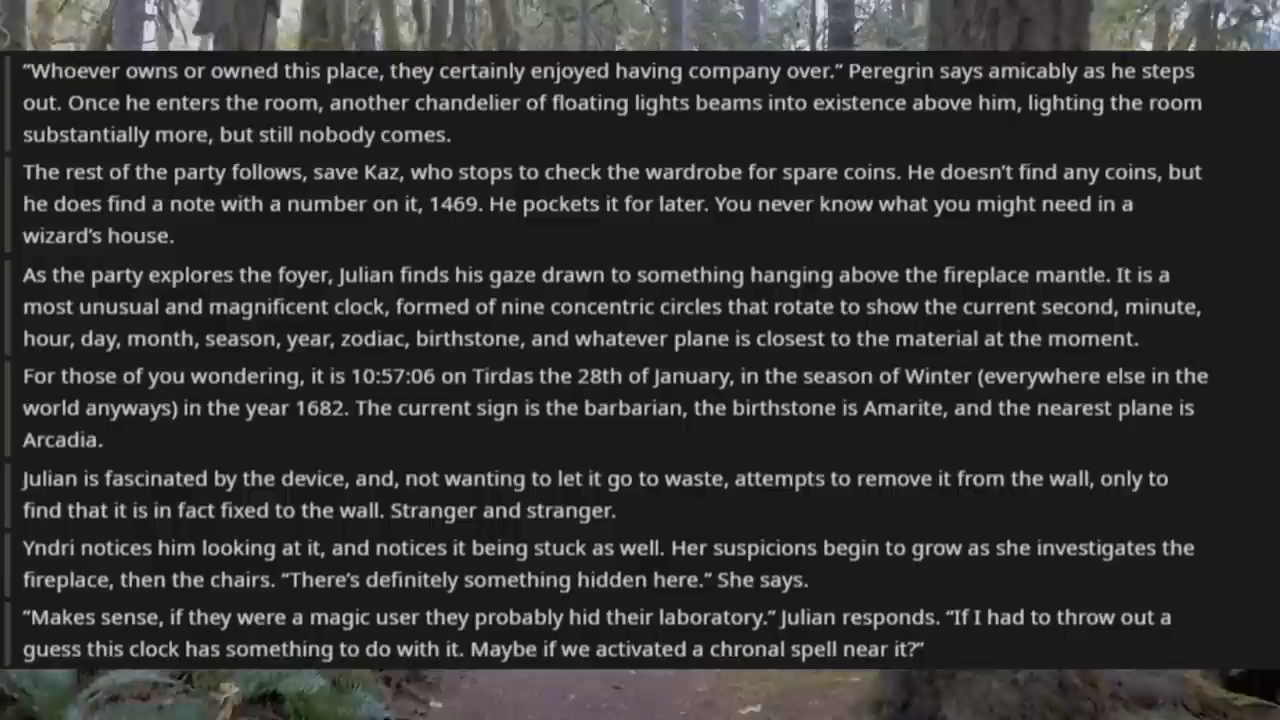 “Whoever owns or owned this place, they certainly enjoyed having company over.” Peregrin says amicably as he steps
out. Once he enters the room, another chandelier of floating lights beams into existence above him, lighting the room
substantially more, but still nobody comes.
The rest of the party follows, save Kaz, who stops to check the wardrobe for spare coins. He doesn’t find any coins, but
he does find a note with a number on it, 1469. He pockets it for later. You never know what you might need in a
wizard’s house.
As the party explores the foyer, Julian finds his gaze drawn to something hanging above the fireplace mantle. It is a
most unusual and magnificent clock, formed of nine concentric circles that rotate to show the current second, minute,
hour, day, month, season, year, zodiac, birthstone, and whatever plane is closest to the material at the moment.
For those of you wondering, it is 10:57:06 on Tirdas the 28th of January, in the season of Winter (everywhere else in the
world anyways) in the year 1682. The current sign is the barbarian, the birthstone is Amarite, and the nearest plane is
Arcadia.
Julian is fascinated by the device, and, not wanting to let it go to waste, attempts to remove it from the wall, only to
find that it is in fact fixed to the wall. Stranger and stranger.
Yndri notices him looking at it, and notices it being stuck as well. Her suspicions begin to grow as she investigates the
fireplace, then the chairs. “There’s definitely something hidden here.” She says.
“Makes sense, if they were a magic user they probably hid their laboratory.” Julian responds. “If I had to throw out a
guess this clock has something to do with it. Maybe if we activated a chronal spell near it?”